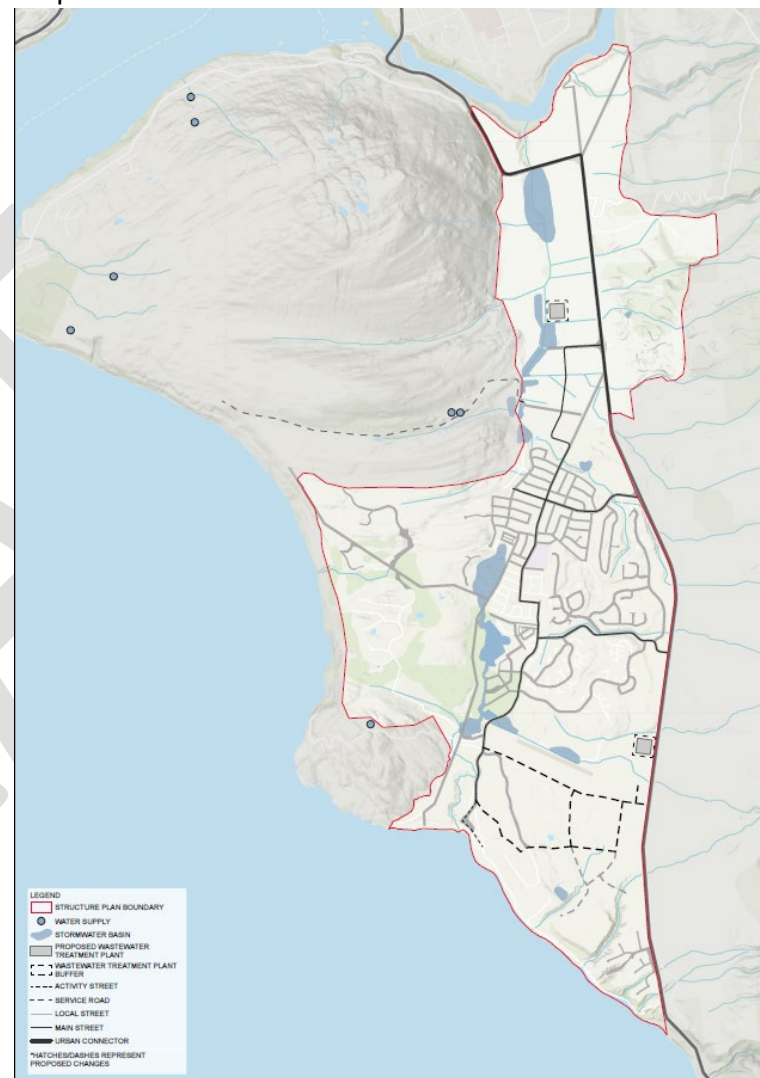 LEGEND
STRUCTURE PLAN BOUNDARY
WATER SUPPLY
STORMWATER BASIN
PROPOSED WASTEWATER
TREATMENT PLANT
WASTEWATER TREATMENT PLANT
BUFFER
ACTIVITY STREET
SERVICE ROAD
LOCAL STREET
MAIN STREET
URBAN CONNECTOR
*HATCHES/DASHES REPRESENT
PROPOSED CHANGES